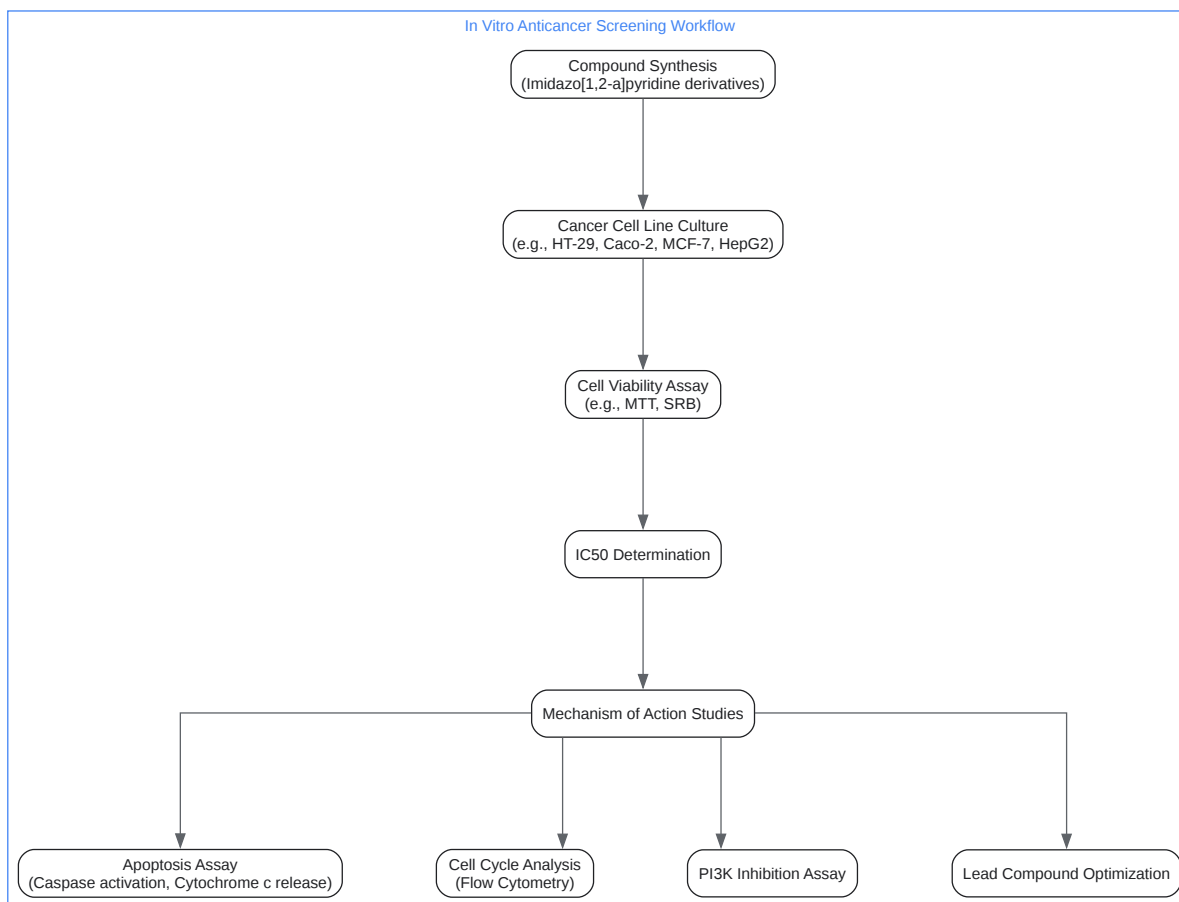 In Vitro Anticancer Screening Workflow
Compound Synthesis
(Imidazo[1,2-a]pyridine derivatives)
Cancer Cell Line Culture
(e.g., HT-29, Caco-2, MCF-7, HepG2)
Cell Viability Assay
(e.g., MTT, SRB)
IC50 Determination
Mechanism of Action Studies
Apoptosis Assay
(Caspase activation, Cytochrome c release)
Cell Cycle Analysis
(Flow Cytometry)
PI3K Inhibition Assay
Lead Compound Optimization